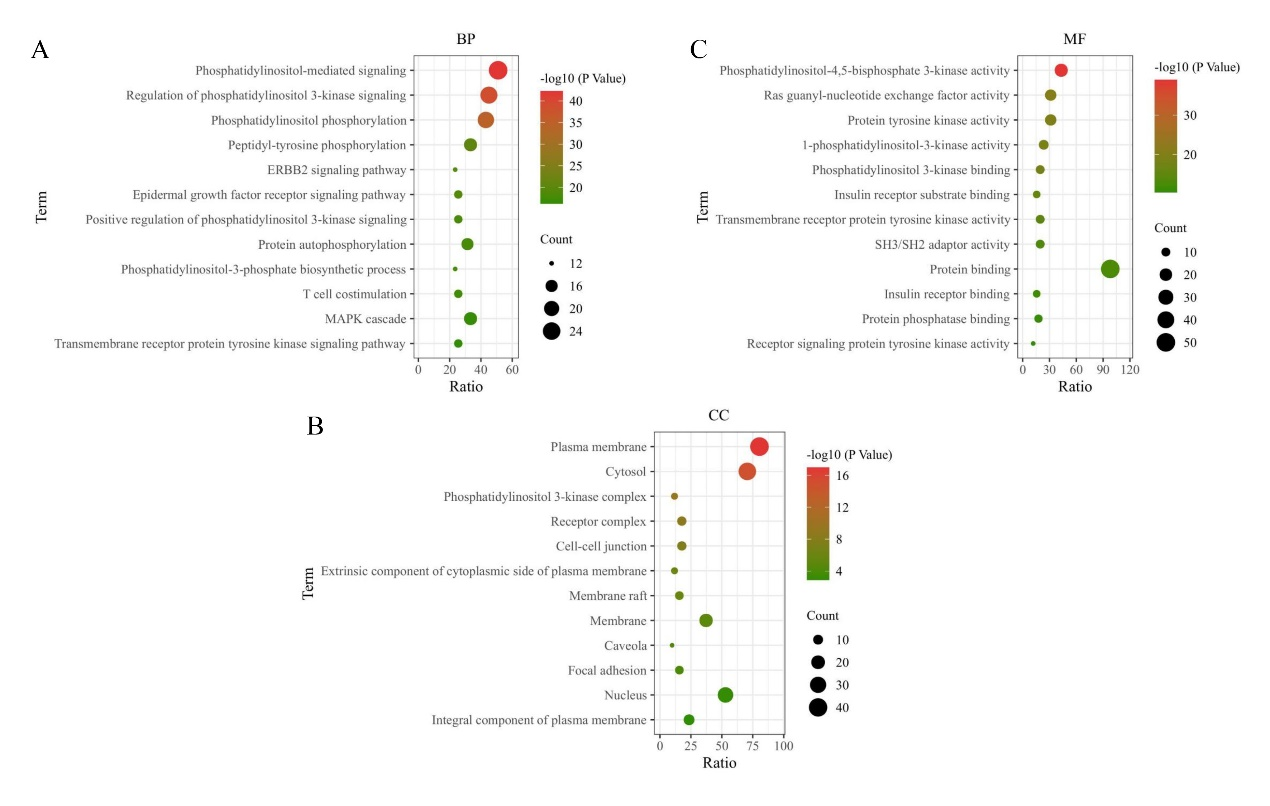 A
BP
Phosphatidylinositol-mediated signaling
Regulation of phosphatidylinositol 3-kinase signaling
Phosphatidylinositol phosphorylation
Peptidyl-tyrosine phosphorylation
ERBB2 signaling pathway
Epidermal growth factor receptor signaling pathway
Positive regulation of phosphatidylinositol 3-kinase signaling
Protein autophosphorylation
Phosphatidylinositol-3-phosphate biosynthetic process
T cell costimulation
MAPK cascade
Transmembrane receptor protein tyrosine kinase signaling pathway
Term
0 20 40 60
Ratio
-log10 (P Value)
40
35
30
25
20
Count
12
16
20
24
C
MF
Phosphatidylinositol-4,5-bisphosphate 3-kinase activity
Ras guanyl-nucleotide exchange factor activity
Protein tyrosine kinase activity
1-phosphatidylinositol-3-kinase activity
Phosphatidylinositol 3-kinase binding
Insulin receptor substrate binding
Transmembrane receptor protein tyrosine kinase activity
SH3/SH2 adaptor activity
Protein binding
Insulin receptor binding
Protein phosphatase binding
Receptor signaling protein tyrosine kinase activity
Term
0 30 60 90 120
Ratio
-log10 (P Value)
30
20
Count
10
20
30
40
50
B
CC
Plasma membrane
Cytosol
Phosphatidylinositol 3-kinase complex
Receptor complex
Cell-cell junction
Extrinsic component of cytoplasmic side of plasma membrane
Membrane raft
Membrane
Caveola
Focal adhesion
Nucleus
Integral component of plasma membrane
Term
0 25 50 75 100
Ratio
-log10 (P Value)
16
12
8
4
Count
10
20
30
40